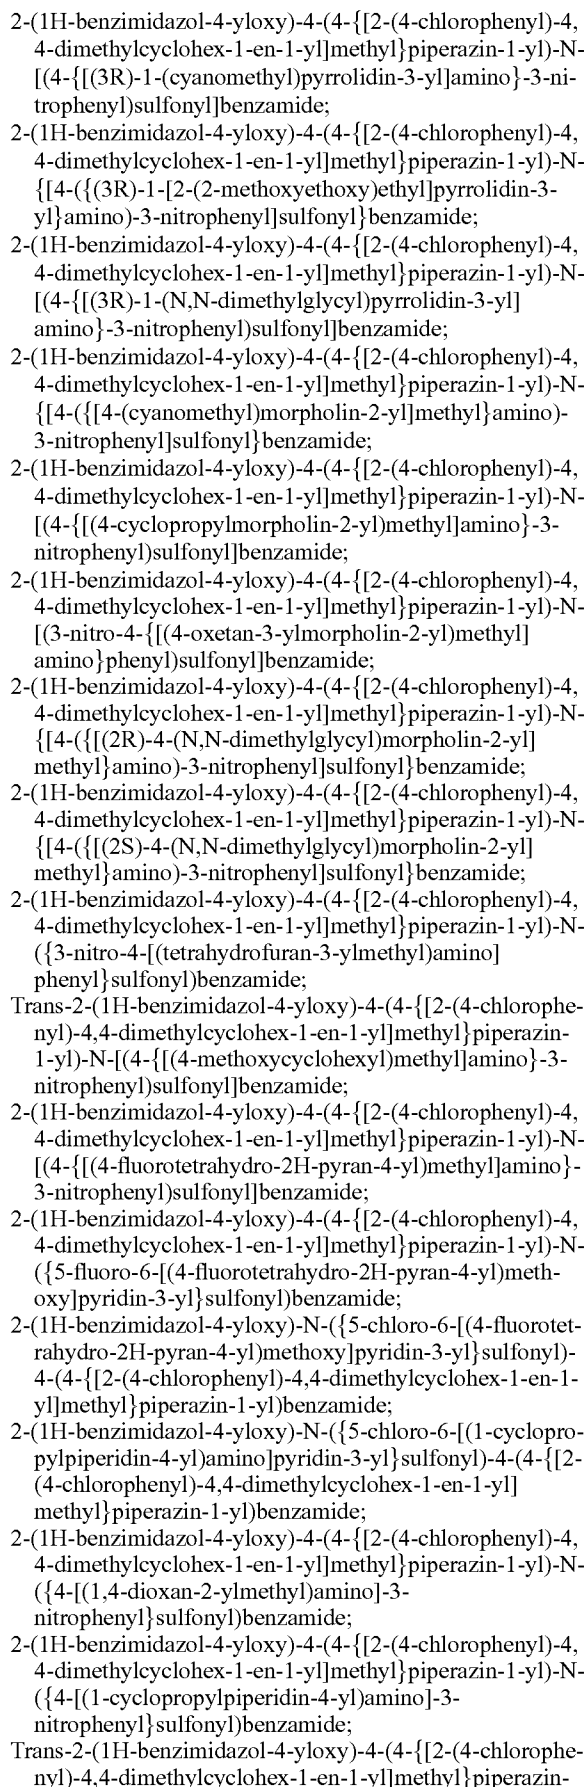 2-(1H-benzimidazol-4-yloxy)-4-(4-{[2-(4-chlorophenyl)-4,
4-dimethylcyclohex-1-en-1-yl]methyl}piperazin-1-yl)-N-
[(4-{[(3R)-1-(cyanomethyl)pyrrolidin-3-yl]amino}-3-ni-
trophenyl)sulfonyl]benzamide;
2-(1H-benzimidazol-4-yloxy)-4-(4-{[2-(4-chlorophenyl)-4,
4-dimethylcyclohex-1-en-1-yl]methyl}piperazin-1-yl)-N-
{[4-({(3R)-1-[2-(2-methoxyethoxy)ethyl]pyrrolidin-3-
yl}amino)-3-nitrophenyl]sulfonyl}benzamide;
2-(1H-benzimidazol-4-yloxy)-4-(4-{[2-(4-chlorophenyl)-4,
4-dimethylcyclohex-1-en-1-yl]methyl}piperazin-1-yl)-N-
[(4-{[(3R)-1-(N,N-dimethylglycyl)pyrrolidin-3-yl]
amino}-3-nitrophenyl)sulfonyl]benzamide;
2-(1H-benzimidazol-4-yloxy)-4-(4-{[2-(4-chlorophenyl)-4,
4-dimethylcyclohex-1-en-1-yl]methyl}piperazin-1-yl)-N-
{[4-({[4-(cyanomethyl)morpholin-2-yl]methyl}amino)-
3-nitrophenyl]sulfonyl}benzamide;
2-(1H-benzimidazol-4-yloxy)-4-(4-{[2-(4-chlorophenyl)-4,
4-dimethylcyclohex-1-en-1-yl]methyl}piperazin-1-yl)-N-
[(4-{[(4-cyclopropylmorpholin-2-yl)methyl]amino}-3-
nitrophenyl)sulfonyl]benzamide;
2-(1H-benzimidazol-4-yloxy)-4-(4-{[2-(4-chlorophenyl)-4,
4-dimethylcyclohex-1-en-1-yl]methyl}piperazin-1-yl)-N-
[(3-nitro-4-{[(4-oxetan-3-ylmorpholin-2-yl)methyl]
amino}phenyl)sulfonyl]benzamide;
2-(1H-benzimidazol-4-yloxy)-4-(4-{[2-(4-chlorophenyl)-4,
4-dimethylcyclohex-1-en-1-yl]methyl}piperazin-1-yl)-N-
{[4-({[(2R)-4-(N,N-dimethylglycyl)morpholin-2-yl]
methyl}amino)-3-nitrophenyl]sulfonyl}benzamide;
2-(1H-benzimidazol-4-yloxy)-4-(4-{[2-(4-chlorophenyl)-4,
4-dimethylcyclohex-1-en-1-yl]methyl}piperazin-1-yl)-N-
{[4-({[(2S)-4-(N,N-dimethylglycyl)morpholin-2-yl]
methyl}amino)-3-nitrophenyl]sulfonyl}benzamide;
2-(1H-benzimidazol-4-yloxy)-4-(4-{[2-(4-chlorophenyl)-4,
4-dimethylcyclohex-1-en-1-yl]methyl}piperazin-1-yl)-N-
({3-nitro-4-[(tetrahydrofuran-3-ylmethyl)amino]
phenyl}sulfonyl)benzamide;
Trans-2-(1H-benzimidazol-4-yloxy)-4-(4-{[2-(4-chlorophe-
nyl)-4,4-dimethylcyclohex-1-en-1-yl]methyl}piperazin-
1-yl)-N-[(4-{[(4-methoxycyclohexyl)methyl]amino}-3-
nitrophenyl)sulfonyl]benzamide;
2-(1H-benzimidazol-4-yloxy)-4-(4-{[2-(4-chlorophenyl)-4,
4-dimethylcyclohex-1-en-1-yl]methyl}piperazin-1-yl)-N-
[(4-{[(4-fluorotetrahydro-2H-pyran-4-yl)methyl]amino}-
3-nitrophenyl)sulfonyl]benzamide;
2-(1H-benzimidazol-4-yloxy)-4-(4-{[2-(4-chlorophenyl)-4,
4-dimethylcyclohex-1-en-1-yl]methyl}piperazin-1-yl)-N-
({5-fluoro-6-[(4-fluorotetrahydro-2H-pyran-4-yl)meth-
oxy]pyridin-3-yl}sulfonyl)benzamide;
2-(1H-benzimidazol-4-yloxy)-N-({5-chloro-6-[(4-fluorotet-
rahydro-2H-pyran-4-yl)methoxy]pyridin-3-yl}sulfonyl)-
4-(4-{[2-(4-chlorophenyl)-4,4-dimethylcyclohex-1-en-1-
yl]methyl}piperazin-1-yl)benzamide;
2-(1H-benzimidazol-4-yloxy)-N-({5-chloro-6-[(1-cyclopro-
pylpiperidin-4-yl)amino]pyridin-3-yl}sulfonyl)-4-(4-{[2-
(4-chlorophenyl)-4,4-dimethylcyclohex-1-en-1-yl]
methyl}piperazin-1-yl)benzamide;
2-(1H-benzimidazol-4-yloxy)-4-(4-{[2-(4-chlorophenyl)-4,
4-dimethylcyclohex-1-en-1-yl]methyl}piperazin-1-yl)-N-
({4-[(1,4-dioxan-2-ylmethyl)amino]-3-
nitrophenyl}sulfonyl)benzamide;
2-(1H-benzimidazol-4-yloxy)-4-(4-{[2-(4-chlorophenyl)-4,
4-dimethylcyclohex-1-en-1-yl]methyl}piperazin-1-yl)-N-
({4-[(1-cyclopropylpiperidin-4-yl)amino]-3-
nitrophenyl}sulfonyl)benzamide;
Trans-2-(1H-benzimidazol-4-yloxy)-4-(4-{[2-(4-chlorophe-
nyl)-4,4-dimethylcyclohex-1-en-1-yl]methyl}piperazin-